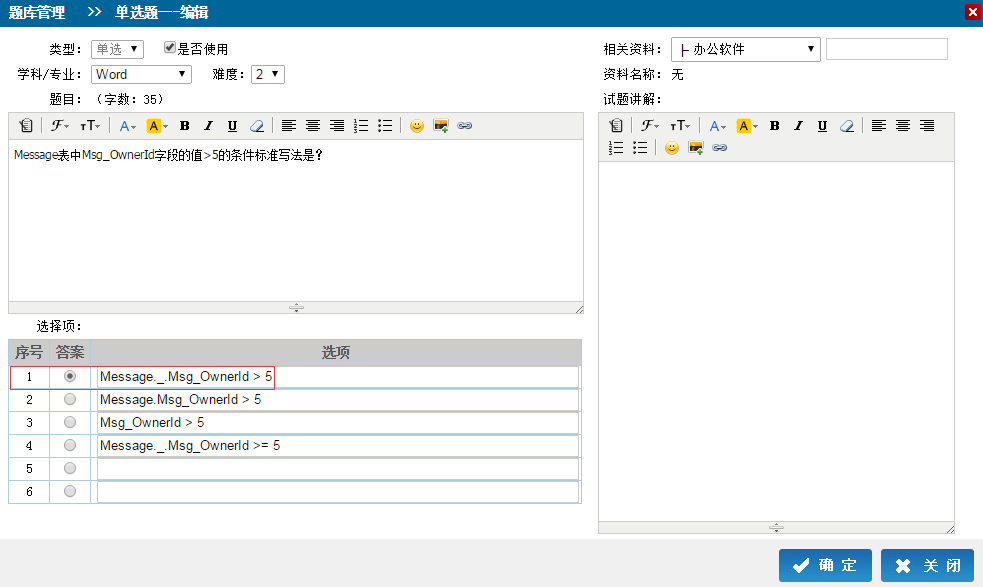 题库管理 >> 单选题——编辑
类型： 单选 是否使用
学科/专业： Word 难度： 2
题目： （字数：35）
Message表中Msg_OwnerId字段的值>5的条件标准写法是？
选择项：
序号 答案 选项
1 Message._.Msg_OwnerId > 5
2 Message.Msg_OwnerId > 5
3 Msg_OwnerId > 5
4 Message._.Msg_OwnerId >= 5
5
6
相关资料： ├ 办公软件
资料名称： 无
试题讲解：
确 定
关 闭